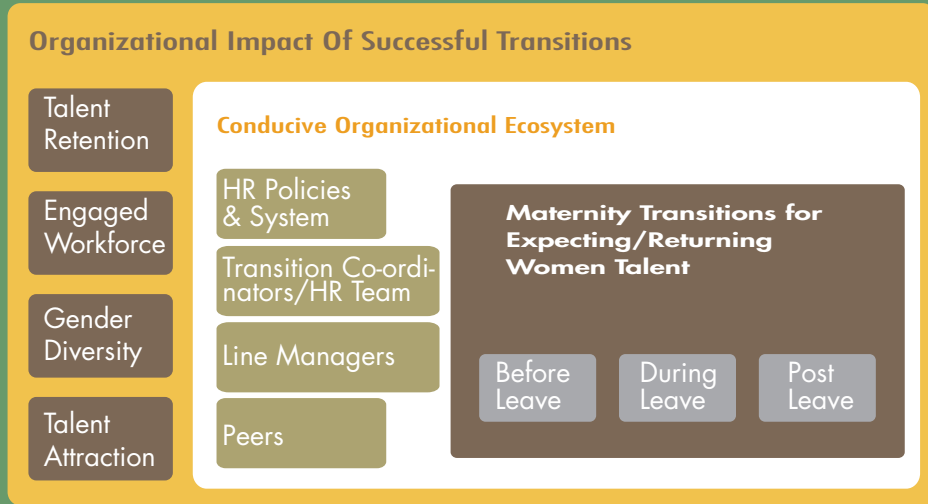 Organizational Impact Of Successful Transitions
Talent
Retention
Engaged
Workforce
Gender
Diversity
Talent
Attraction
Conducive Organizational Ecosystem
HR Policies
& System
Transition Co-ordi-
nators/HR Team
Line Managers
Peers
Maternity Transitions for
Expecting/Returning
Women Talent
Before
Leave
During
Leave
Post
Leave